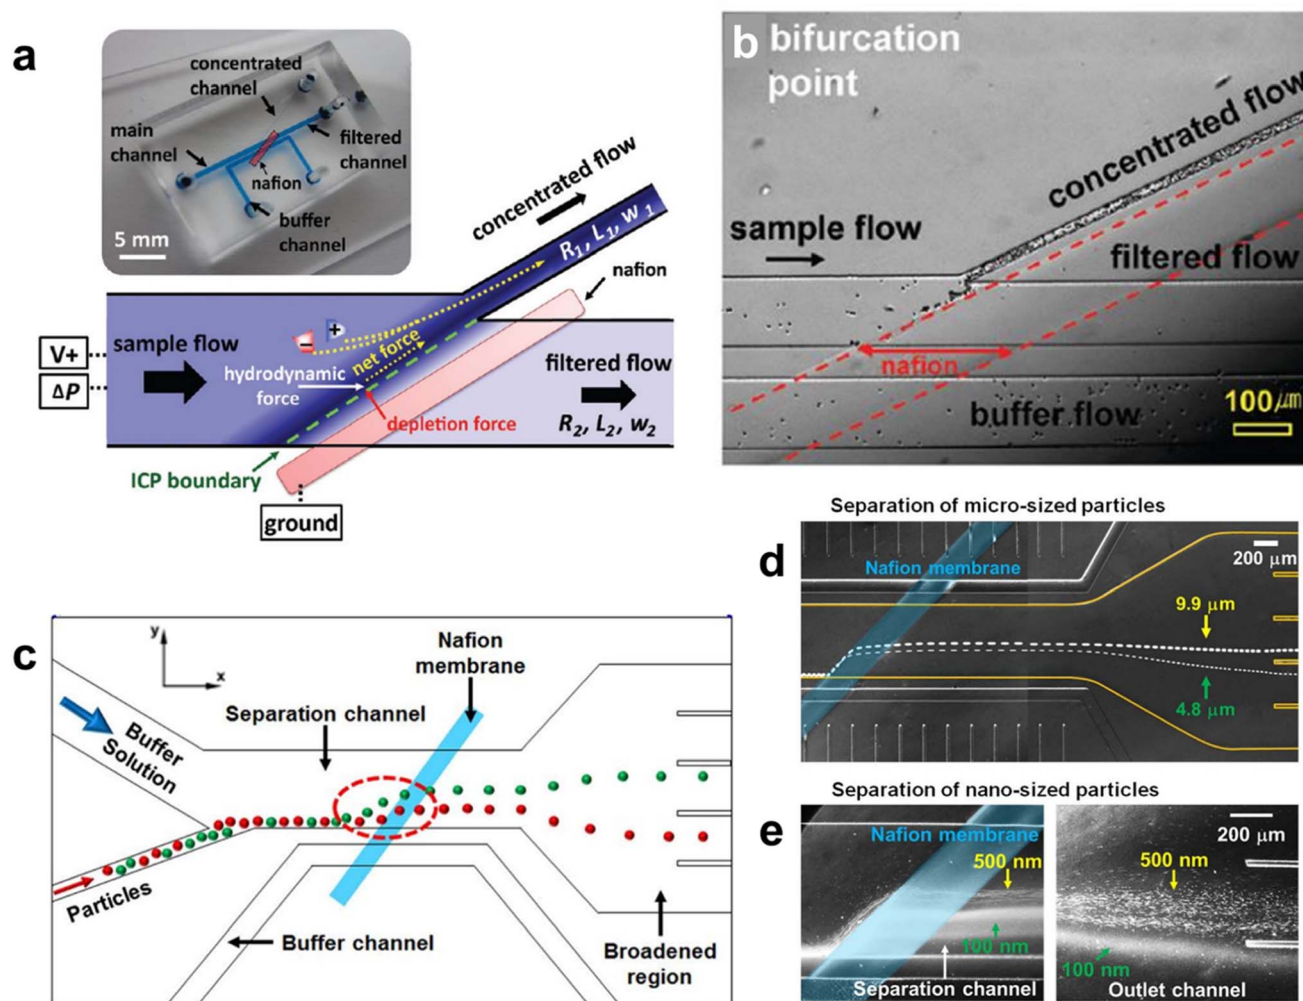 a
concentrated
channel
main
channel
filtered
channel
nafion
buffer
channel
5 mm
concentrated flow
R1, L1, w1
nafion
V+
ΔP
sample flow
P+
−
net force
hydrodynamic
force
filtered flow
depletion force
R2, L2, w2
ICP boundary
ground
b
bifurcation
point
concentrated flow
sample flow
filtered flow
nafion
buffer flow
100 μm
c
y
x
Nafion
membrane
Buffer
Solution
Separation channel
Particles
Buffer channel
Broadened
region
Separation of micro-sized particles
d
Nafion membrane
200 μm
9.9 μm
4.8 μm
Separation of nano-sized particles
e
Nafion membrane
500 nm
100 nm
Separation channel
200 μm
500 nm
100 nm
Outlet channel